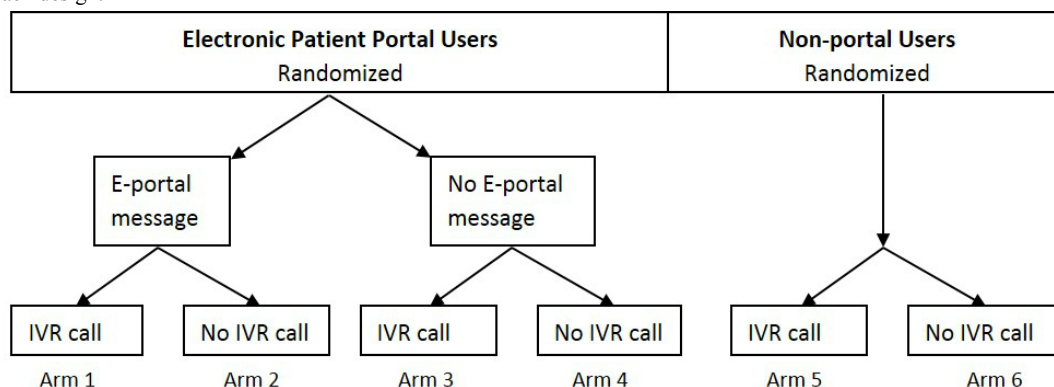 Electronic Patient Portal Users
Randomized
Non-portal Users
Randomized
E-portal
message
No E-portal
message
IVR call
No IVR call
IVR call
No IVR call
IVR call
No IVR call
Arm 1
Arm 2
Arm 3
Arm 4
Arm 5
Arm 6